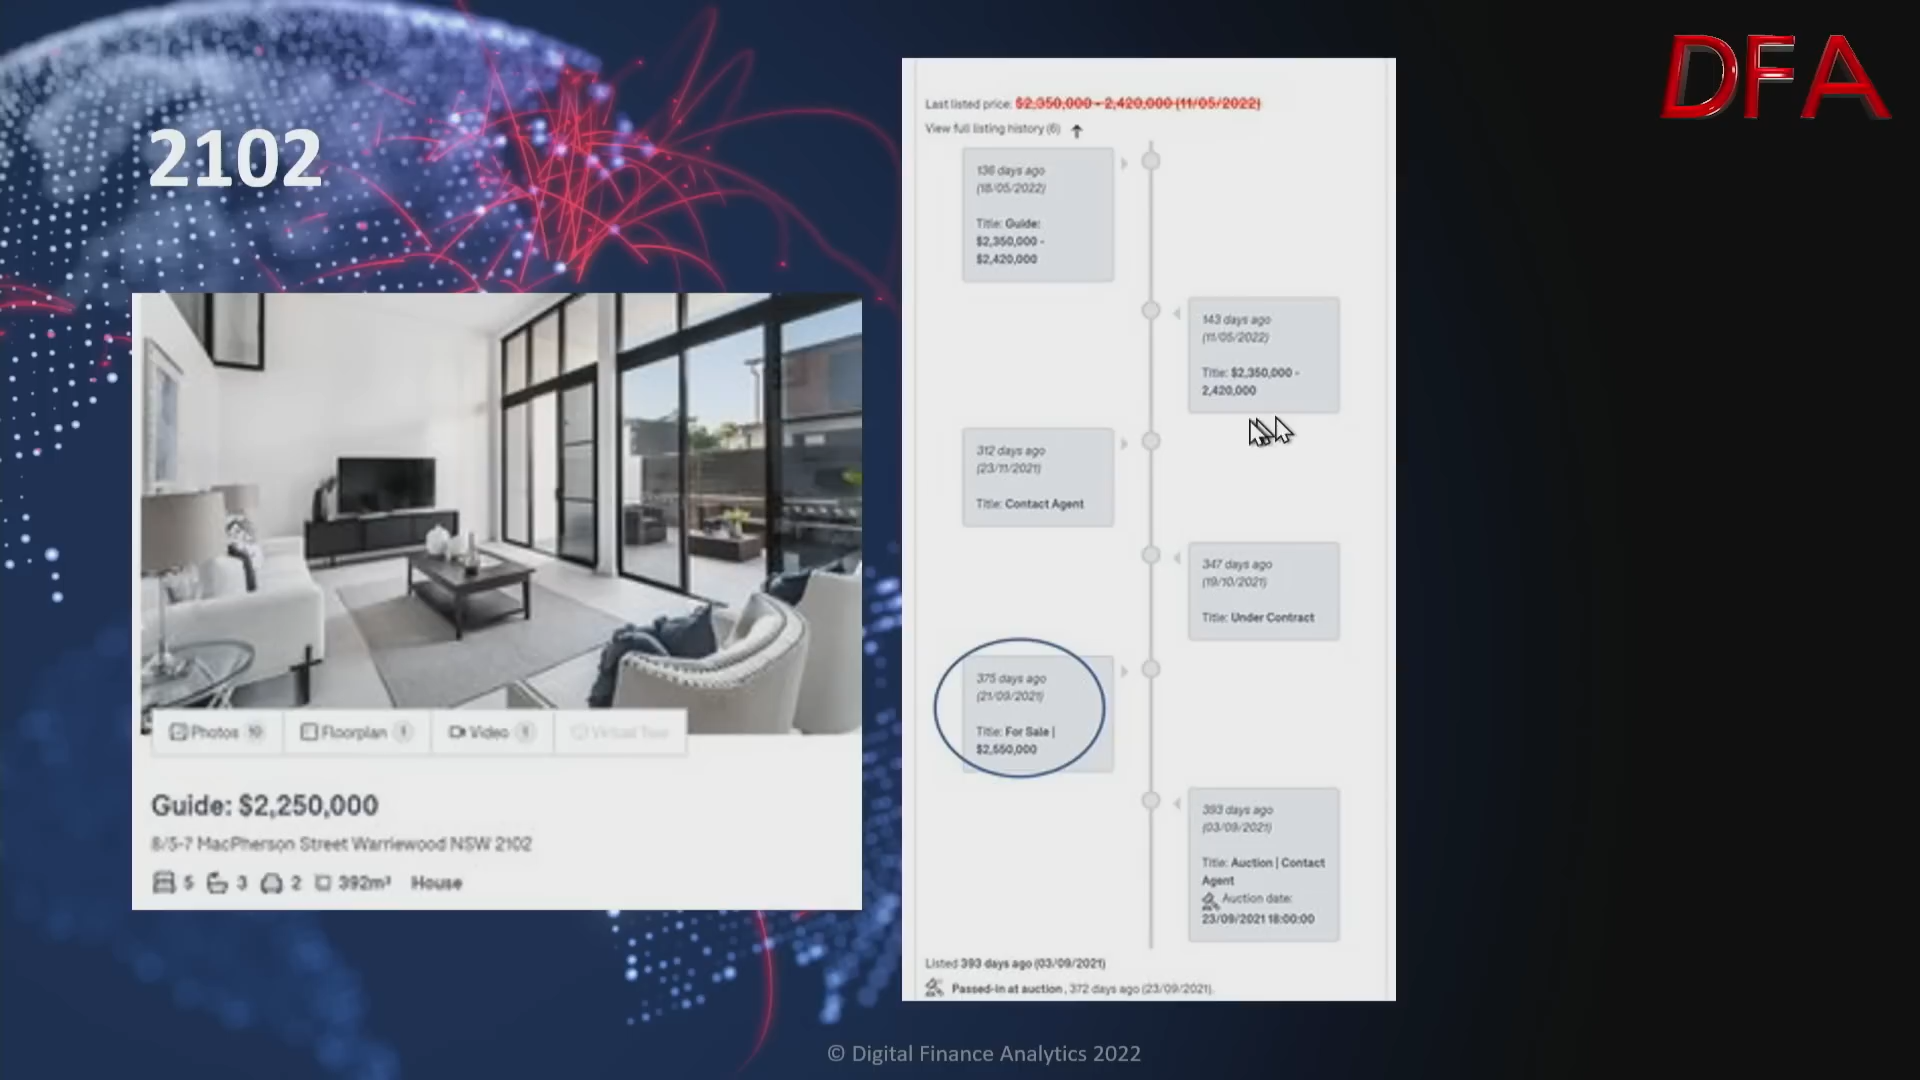 DFA
2102
Last listed price: $2,350,000 - 2,420,000 (11/05/2022)
View full listing history (6)
136 days ago
(18/05/2022)
Title: Guide:
$2,350,000 -
$2,420,000
143 days ago
(11/05/2022)
Title: $2,350,000 -
2,420,000
312 days ago
(23/11/2021)
Title: Contact Agent
347 days ago
(19/10/2021)
Title: Under Contract
375 days ago
(21/09/2021)
Title: For Sale |
$2,550,000
393 days ago
(03/09/2021)
Title: Auction | Contact
Agent
Auction date:
23/09/2021 18:00:00
Listed 393 days ago (03/09/2021)
Passed-in at auction, 372 days ago (23/09/2021).
Photos 10 Floorplan 1 Video 1 Virtual Tour
Guide: $2,250,000
8/5-7 MacPherson Street Warriewood NSW 2102
5 3 2 392m² House
© Digital Finance Analytics 2022